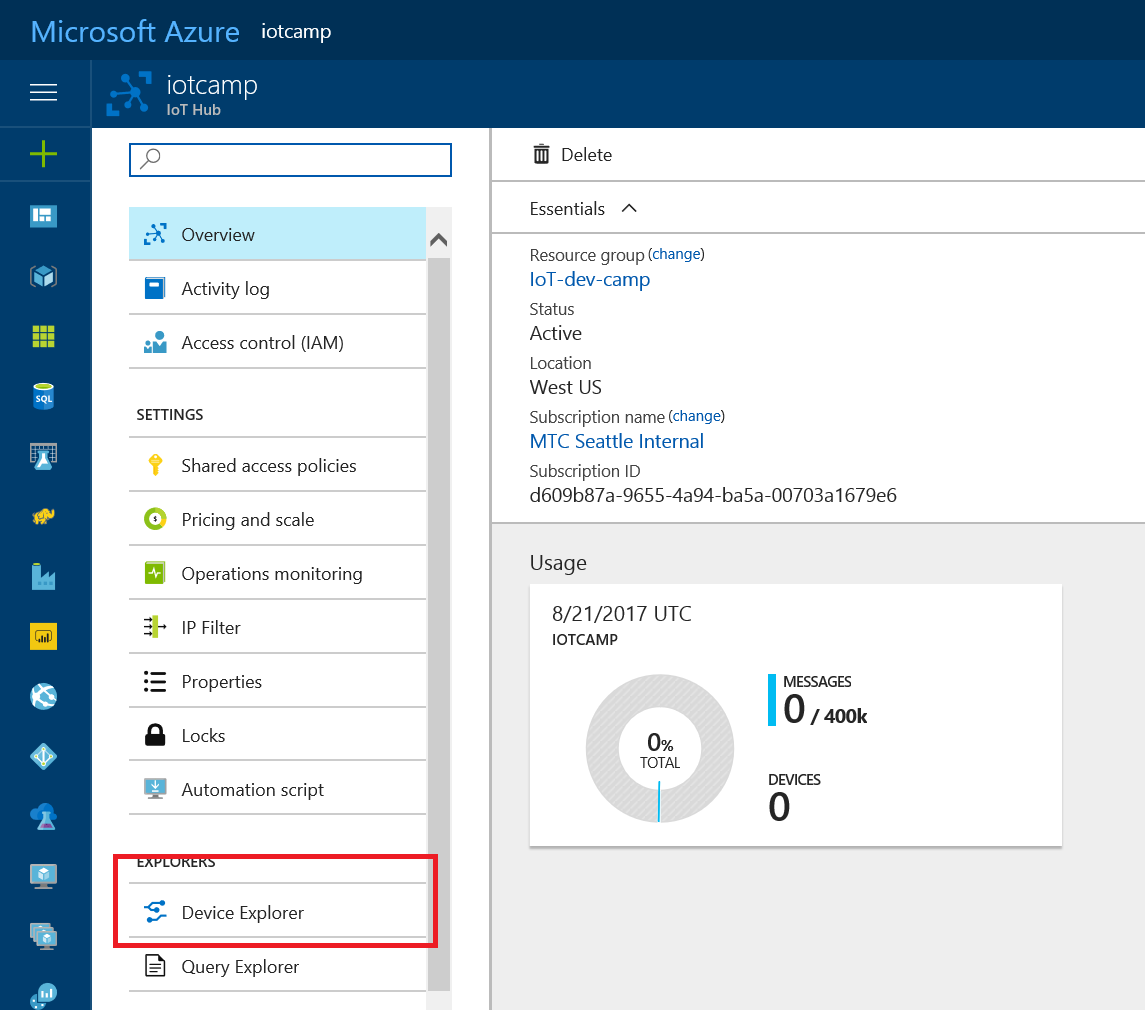 Microsoft Azure iotcamp
iotcamp
IoT Hub
Overview
Activity log
Access control (IAM)
SETTINGS
Shared access policies
Pricing and scale
Operations monitoring
IP Filter
Properties
Locks
Automation script
EXPLORERS
Device Explorer
Query Explorer
SQL
Delete
Essentials
Resource group (change)
IoT-dev-camp
Status
Active
Location
West US
Subscription name (change)
MTC Seattle Internal
Subscription ID
d609b87a-9655-4a94-ba5a-00703a1679e6
Usage
8/21/2017 UTC
IOTCAMP
0%
TOTAL
MESSAGES
0 / 400k
DEVICES
0